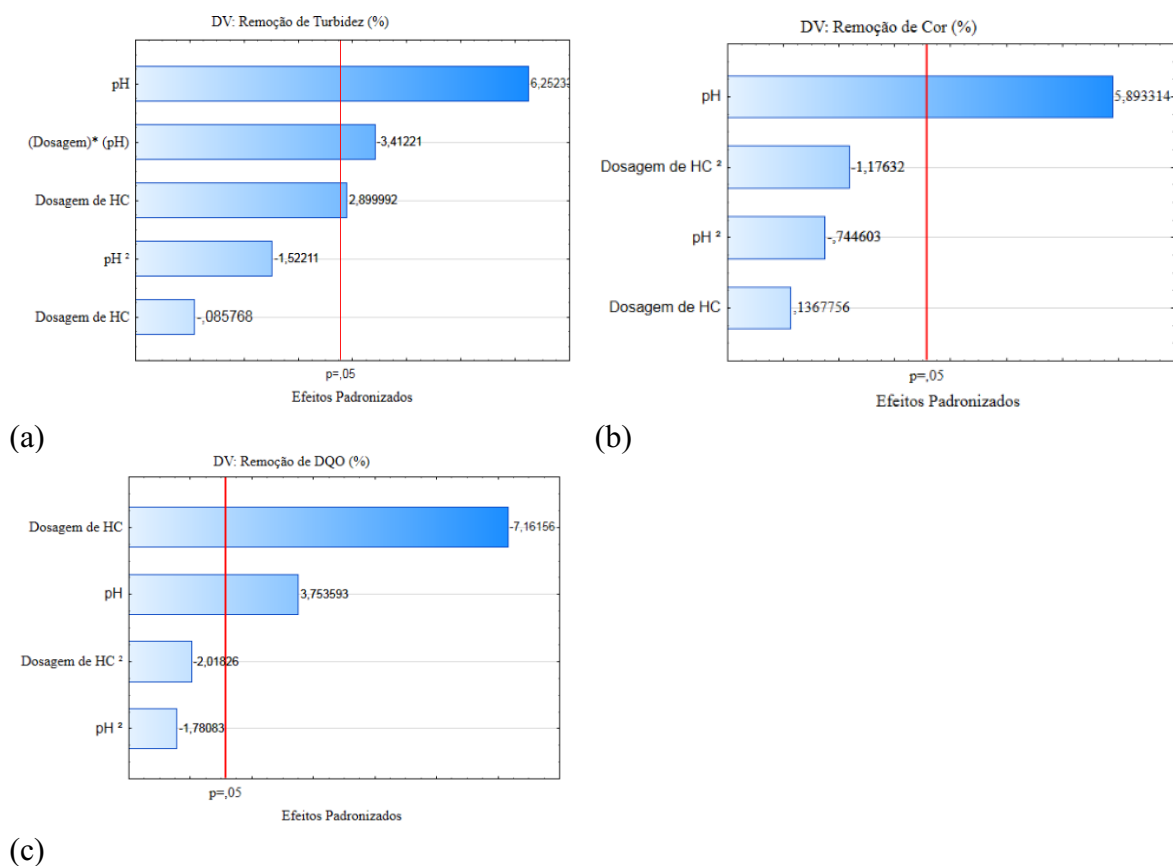 DV: Remoção de Turbidez (%)
pH
6,2523
(Dosagem)* (pH)
-3,41221
Dosagem de HC
2,899992
pH ²
-1,52211
Dosagem de HC
-,085768
p=,05
Efeitos Padronizados
(a)
DV: Remoção de Cor (%)
pH
5,893314
Dosagem de HC ²
-1,17632
pH ²
-,744603
Dosagem de HC
,1367756
p=,05
Efeitos Padronizados
(b)
DV: Remoção de DQO (%)
Dosagem de HC
-7,16156
pH
3,753593
Dosagem de HC ²
-2,01826
pH ²
-1,78083
p=,05
Efeitos Padronizados
(c)